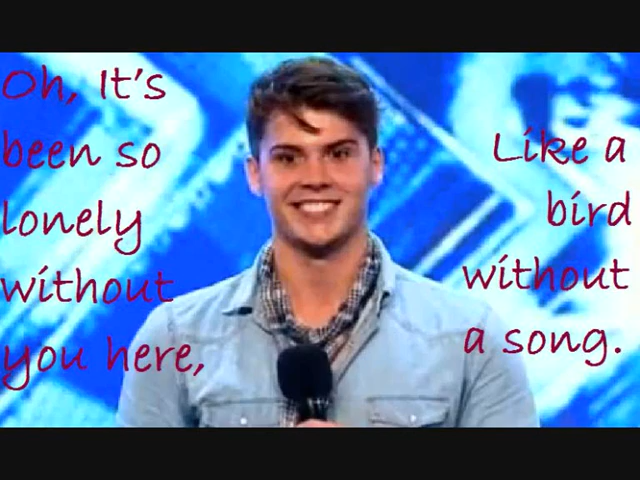 Oh, It's
been so
lonely
without
you here,
Like a
bird
without
a song.